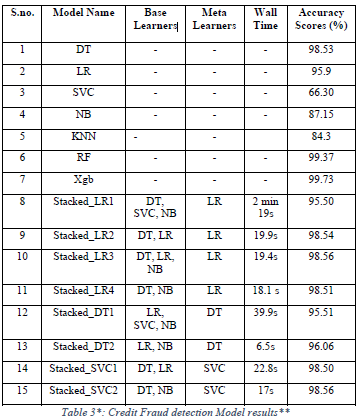 S.no. Model Name Base Meta Wall Accuracy
Learners Learners Time Scores (%)
1 DT - - - 98.53
2 LR - - - 95.9
3 SVC - - - 66.30
4 NB - - - 87.15
5 KNN - - - 84.3
6 RF - - - 99.37
7 Xgb - - - 99.73
8 Stacked_LR1 DT, LR 2 min 95.50
SVC, NB 19s
9 Stacked_LR2 DT, LR LR 19.9s 98.54
10 Stacked_LR3 DT, LR, LR 19.4s 98.56
NB
11 Stacked_LR4 DT, NB LR 18.1 s 98.51
12 Stacked_DT1 LR, DT 39.9s 95.51
SVC, NB
13 Stacked_DT2 LR, NB DT 6.5s 96.06
14 Stacked_SVC1 DT, LR SVC 22.8s 98.50
15 Stacked_SVC2 DT, NB SVC 17s 98.56
Table 3*: Credit Fraud detection Model results**